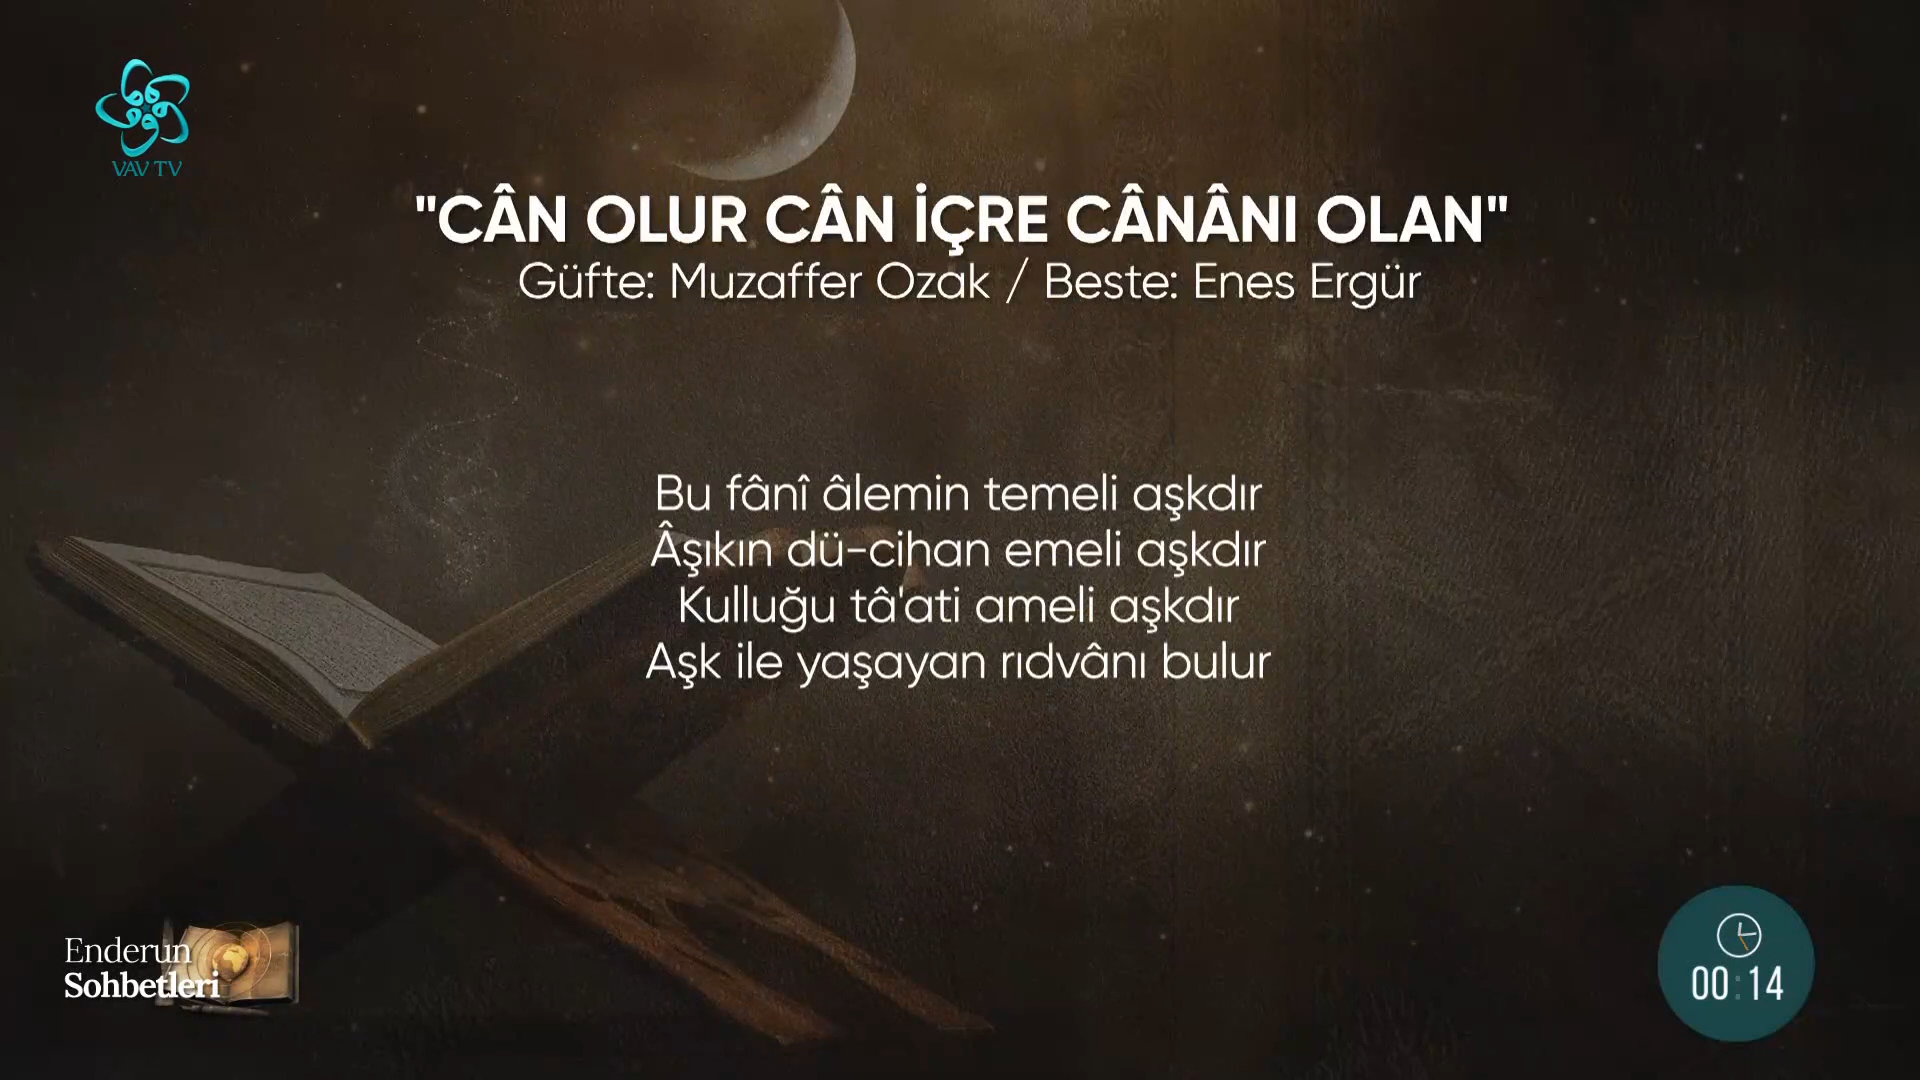 VAV TV
"CÂN OLUR CÂN İÇRE CÂNÂNI OLAN"
Güfte: Muzaffer Ozak / Beste: Enes Ergür
Bu fânî âlemin temeli aşkdır
Âşıkın dü-cihan emeli aşkdır
Kulluğu tâ'ati ameli aşkdır
Aşk ile yaşayan rıdvânı bulur
Enderun
Sohbetleri
00:14